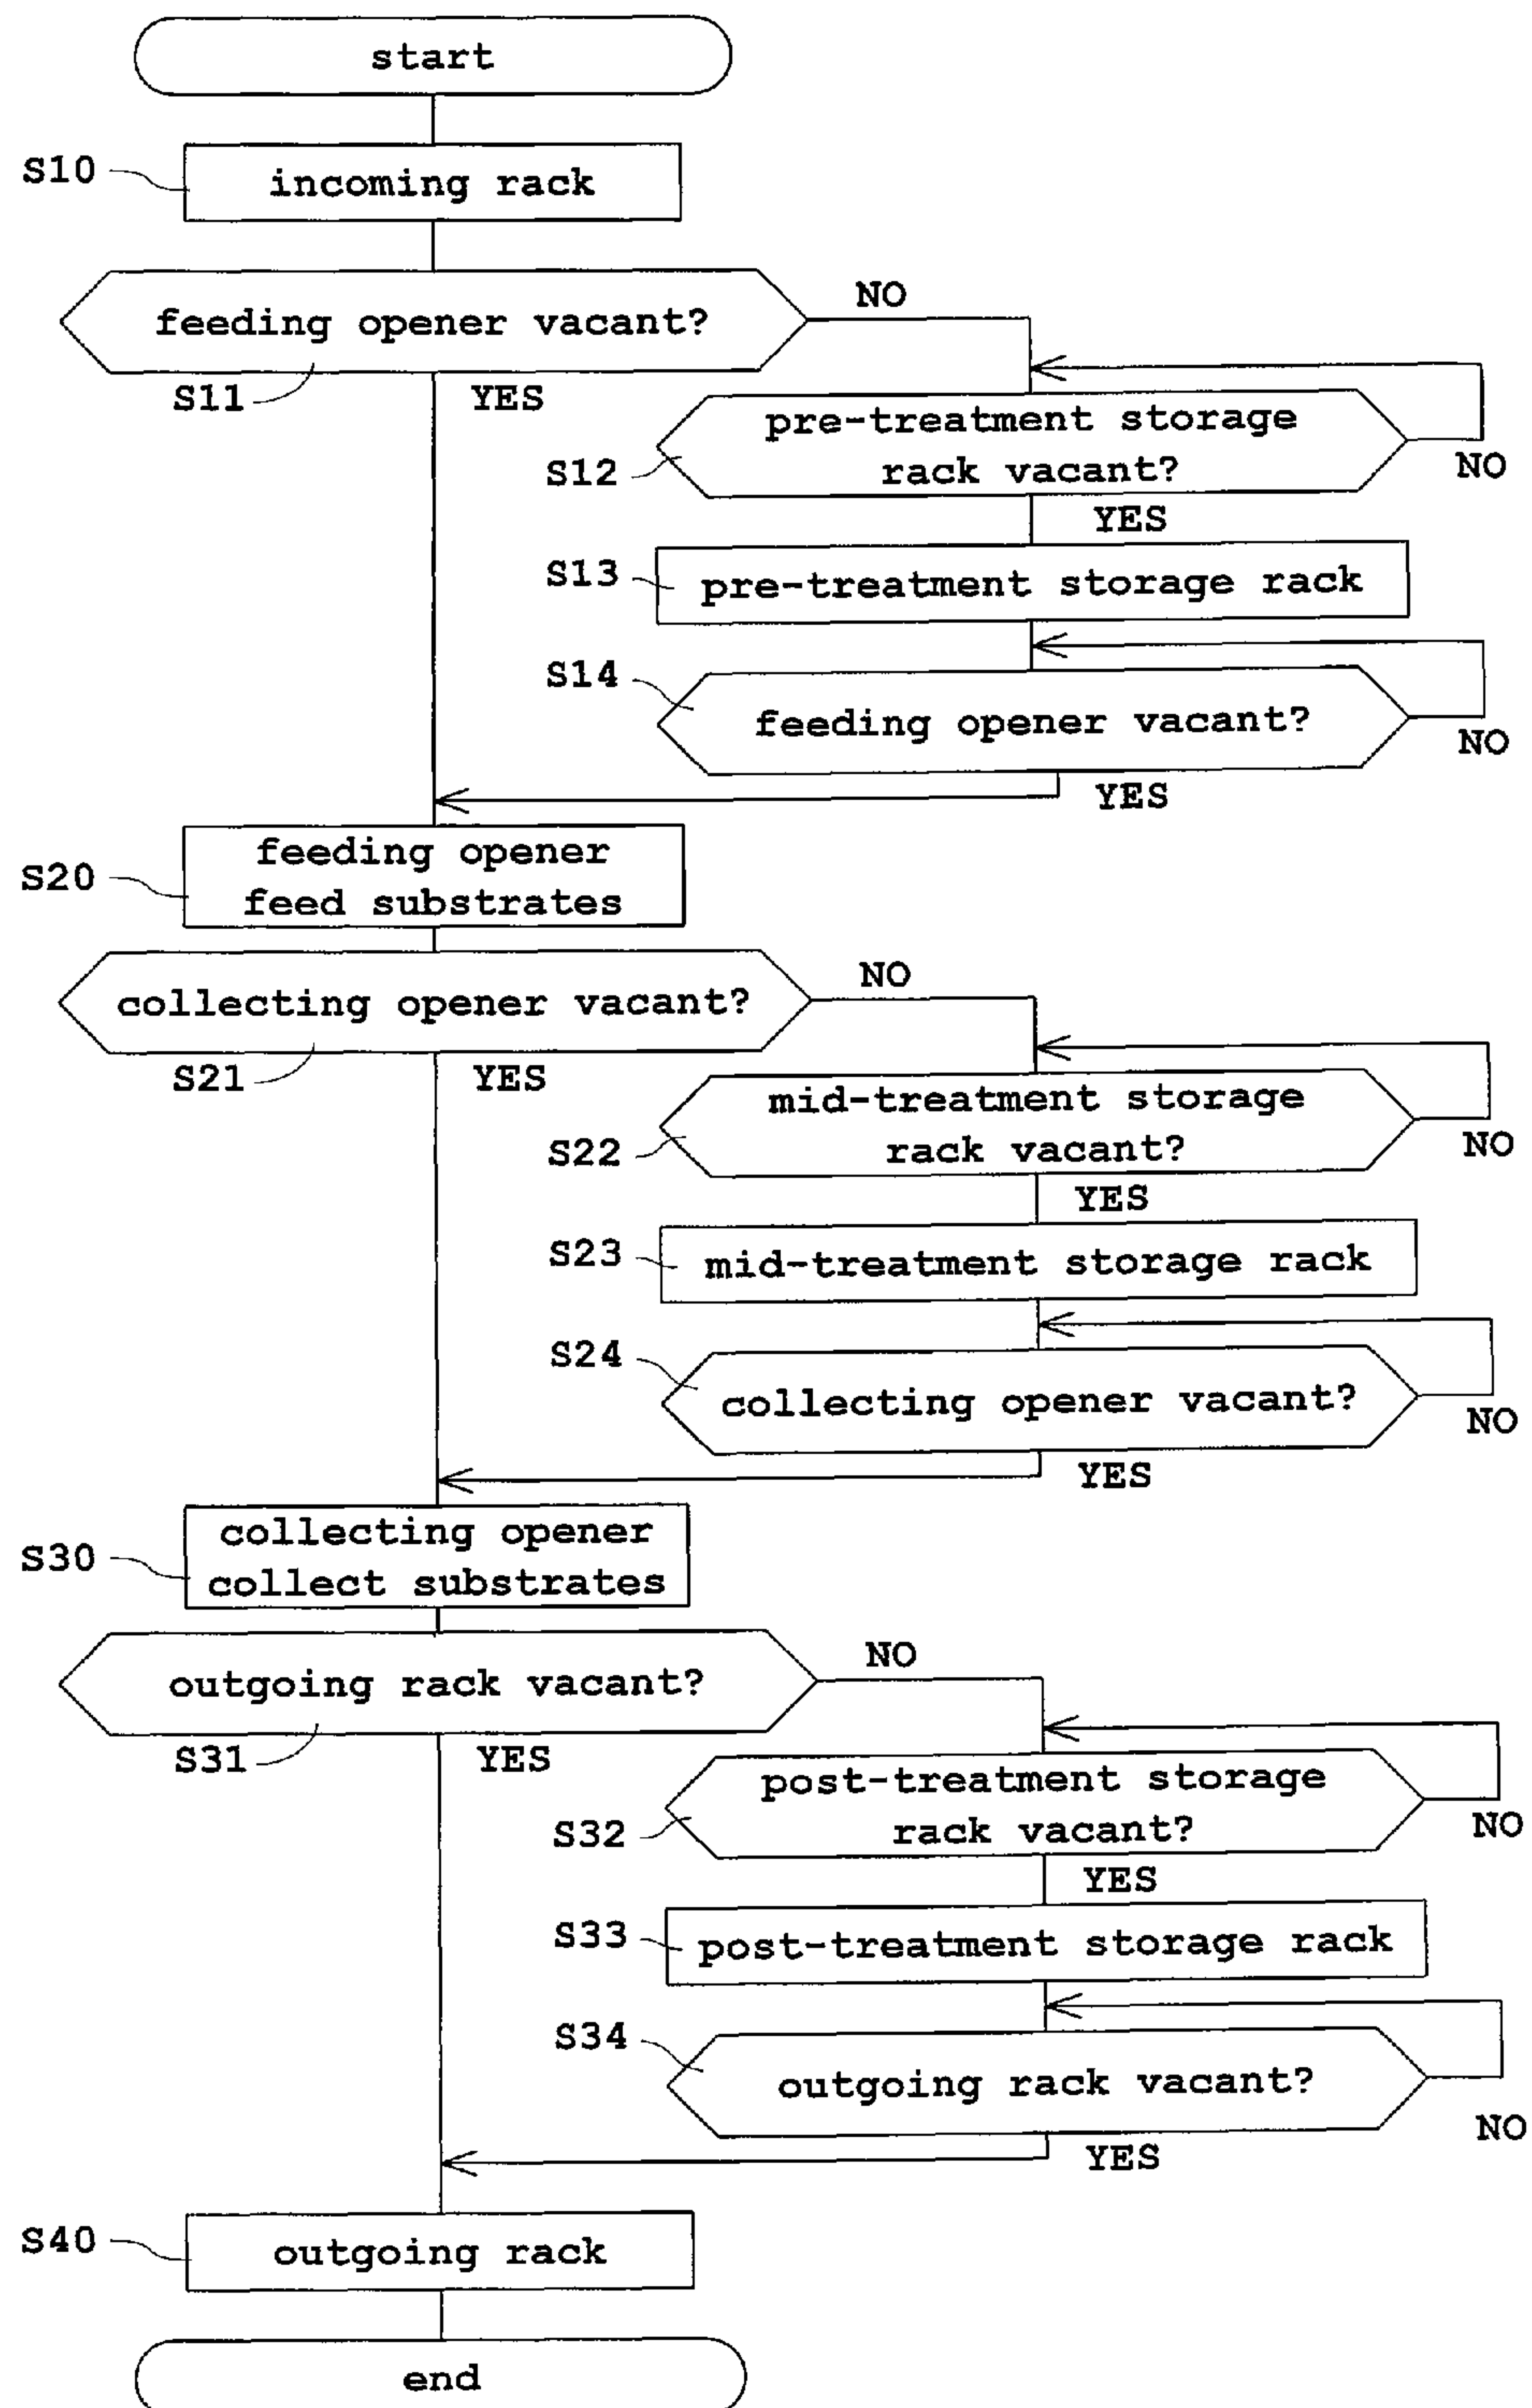 start
S10
incoming rack
feeding opener vacant?
NO
S11
YES
pre-treatment storage
rack vacant?
S12
NO
YES
S13
pre-treatment storage rack
S14
feeding opener vacant?
NO
YES
S20
feeding opener
feed substrates
collecting opener vacant?
NO
S21
YES
mid-treatment storage
rack vacant?
S22
NO
YES
S23
mid-treatment storage rack
S24
collecting opener vacant?
NO
YES
S30
collecting opener
collect substrates
outgoing rack vacant?
NO
S31
YES
post-treatment storage
rack vacant?
S32
NO
YES
S33
post-treatment storage rack
S34
outgoing rack vacant?
NO
YES
S40
outgoing rack
end